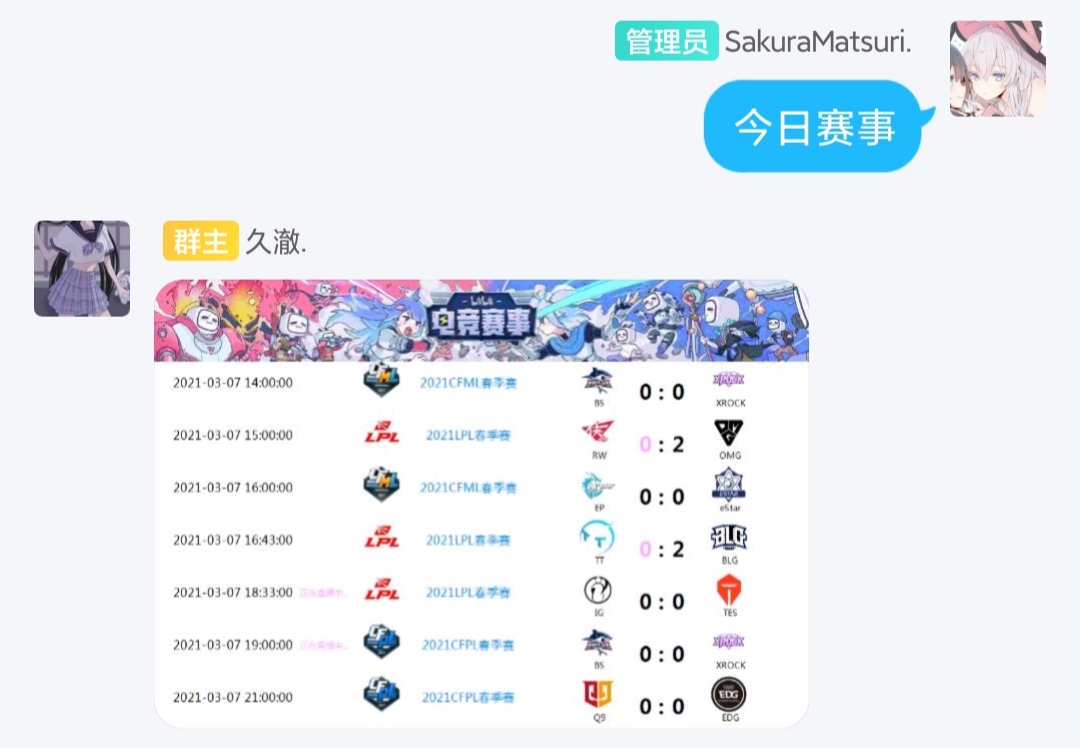 管理员 SakuraMatsuri.
今日赛事
群主 久澈.
电竞赛事
2021-03-07 14:00:00 2021CFML春季赛 BS 0 : 0 XROCK
2021-03-07 15:00:00 LPL 2021LPL春季赛 RW 0 : 2 OMG
2021-03-07 16:00:00 2021CFML春季赛 EP 0 : 0 eStar
2021-03-07 16:43:00 LPL 2021LPL春季赛 TT 0 : 2 BLG BLG
2021-03-07 18:33:00 LPL 2021LPL春季赛 IG 0 : 0 TES
2021-03-07 19:00:00 2021CFPL春季赛 BS 0 : 0 XROCK
2021-03-07 21:00:00 2021CFPL春季赛 Q9 0 : 0 EDG EDG